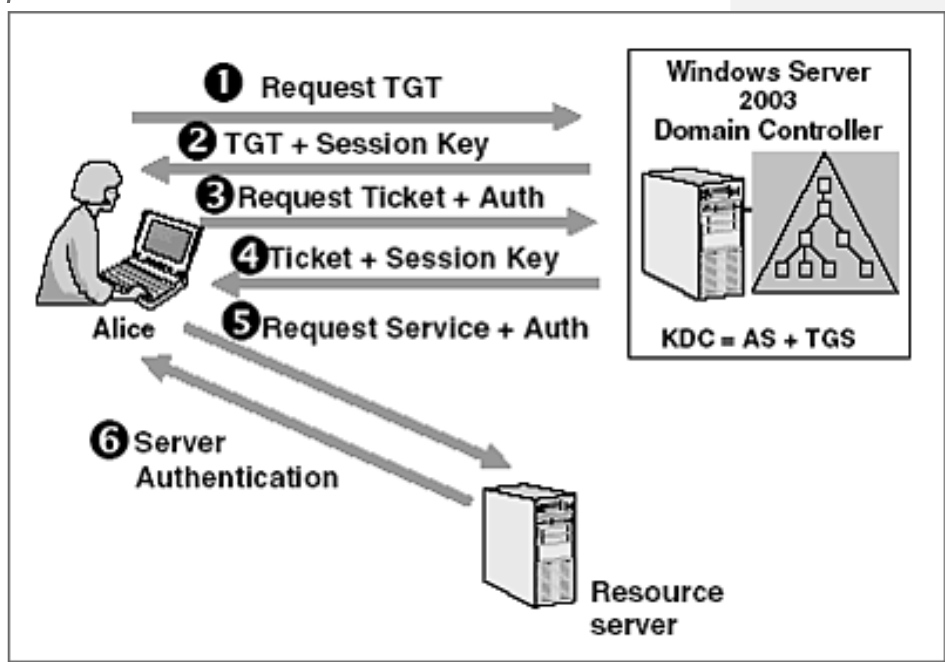 1 Request TGT
2 TGT + Session Key
3 Request Ticket + Auth
4 Ticket + Session Key
5 Request Service + Auth
6 Server
Authentication
Alice
Windows Server
2003
Domain Controller
KDC = AS + TGS
Resource
server